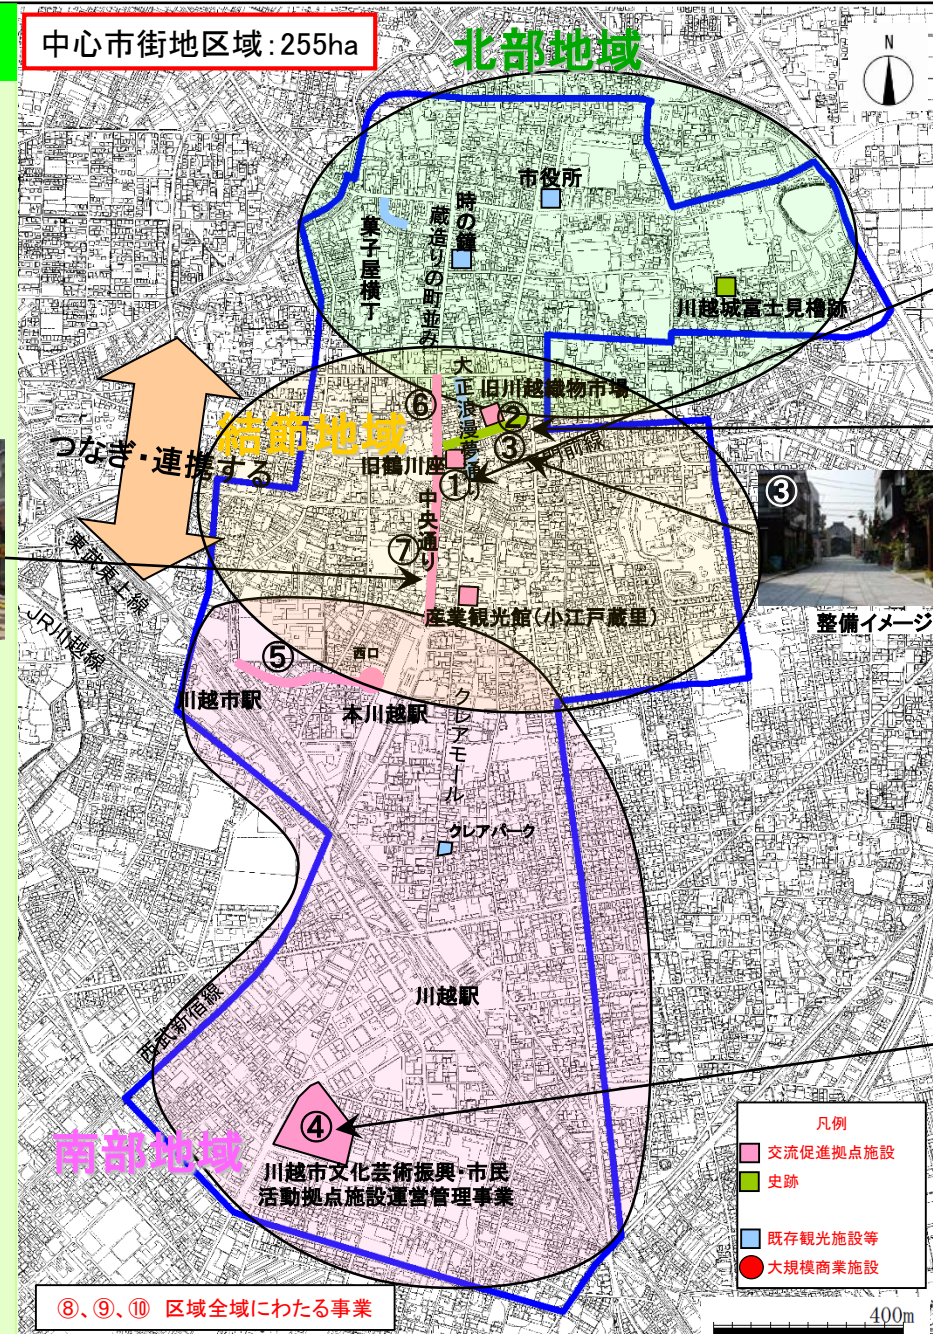 中心市街地区域:255ha
北部地域
N
市役所
時の鐘
蔵造りの町並み
菓子屋横丁
川越城富士見櫓跡
大正浪漫夢通り
旧川越織物市場
⑥
②
結節地域
③
門前線
つなぎ・連携する
旧鶴川座
①
中央通り
③
⑦
東武東上線
産業観光館(小江戸蔵里)
整備イメージ
JR川越線
⑤
西口
川越市駅
本川越駅
クレアモール
クレアパーク
川越駅
西武新宿線
④
南部地域
川越市文化芸術振興・市民
活動拠点施設運営管理事業
凡例
交流促進拠点施設
史跡
既存観光施設等
大規模商業施設
⑧、⑨、⑩ 区域全域にわたる事業
400m